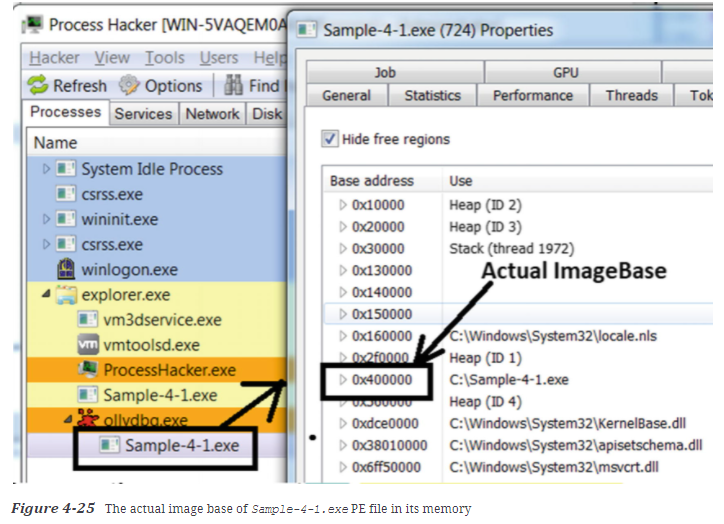 Process Hacker [WIN-5VAQEM0A
Hacker View Tools Users Help
Refresh Options Find
Processes Services Network Disk
Name
System Idle Process
csrss.exe
wininit.exe
csrss.exe
winlogon.exe
explorer.exe
vm3dservice.exe
vmtoolsd.exe
ProcessHacker.exe
Sample-4-1.exe
ollydbg.exe
Sample-4-1.exe
Sample-4-1.exe (724) Properties
Job GPU
General Statistics Performance Threads Tok
Hide free regions
Base address Use
0x10000 Heap (ID 2)
0x20000 Heap (ID 3)
0x30000 Stack (thread 1972)
0x130000
Actual ImageBase
0x140000
0x150000
0x160000 C:\Windows\System32\locale.nls
0x2f0000 Heap (ID 1)
0x400000 C:\Sample-4-1.exe
Heap (ID 4)
0xdce0000 C:\Windows\System32\KernelBase.dll
0x38010000 C:\Windows\System32\apisetschema.dll
0x6ff50000 C:\Windows\System32\msvcrt.dll
Figure 4-25 The actual image base of Sample-4-1.exe PE file in its memory